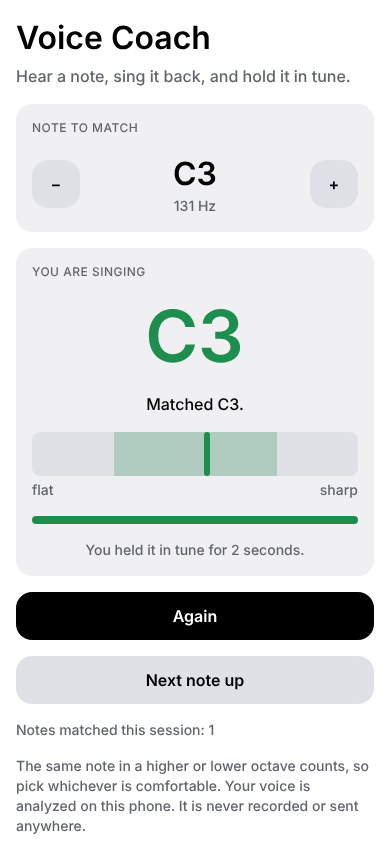 Voice Coach
Hear a note, sing it back, and hold it in tune.
NOTE TO MATCH
–
C3
+
131 Hz
YOU ARE SINGING
C3
Matched C3.
flat
sharp
You held it in tune for 2 seconds.
Again
Next note up
Notes matched this session: 1
The same note in a higher or lower octave counts, so
pick whichever is comfortable. Your voice is
analyzed on this phone. It is never recorded or sent
anywhere.